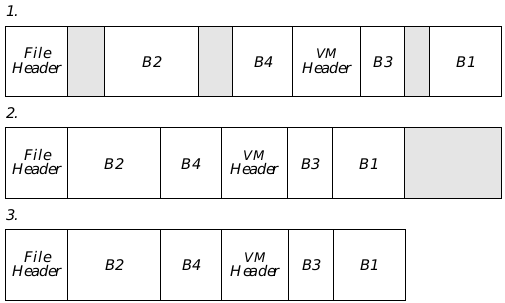 1.
File
Header
B2
B4
VM
Header
B3
B1
2.
File
Header
B2
B4
VM
Header
B3
B1
3.
File
Header
B2
B4
VM
Header
B3
B1